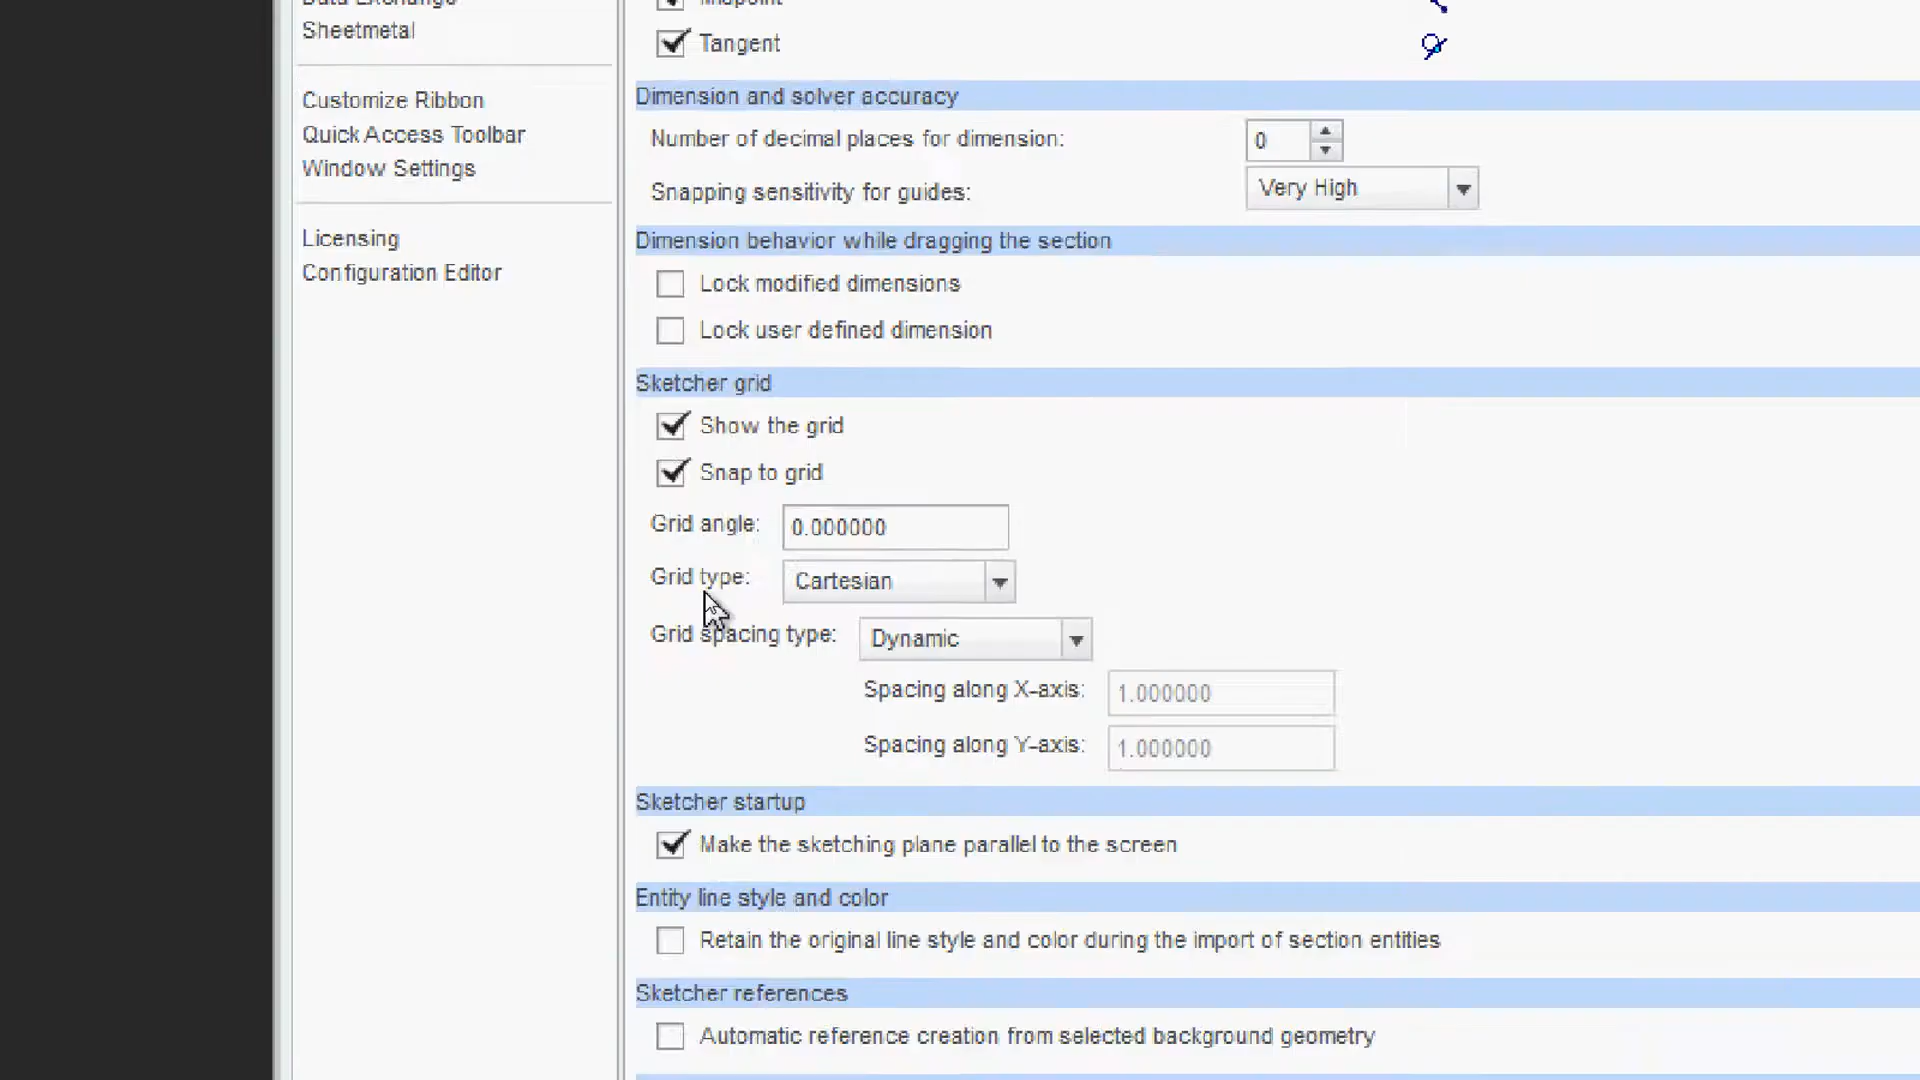 Data Exchange
Sheetmetal
Customize Ribbon
Quick Access Toolbar
Window Settings
Licensing
Configuration Editor
Midpoint
Tangent
Dimension and solver accuracy
Number of decimal places for dimension: 0
Snapping sensitivity for guides: Very High
Dimension behavior while dragging the section
Lock modified dimensions
Lock user defined dimension
Sketcher grid
Show the grid
Snap to grid
Grid angle: 0.000000
Grid type: Cartesian
Grid spacing type: Dynamic
Spacing along X-axis: 1.000000
Spacing along Y-axis: 1.000000
Sketcher startup
Make the sketching plane parallel to the screen
Entity line style and color
Retain the original line style and color during the import of section entities
Sketcher references
Automatic reference creation from selected background geometry